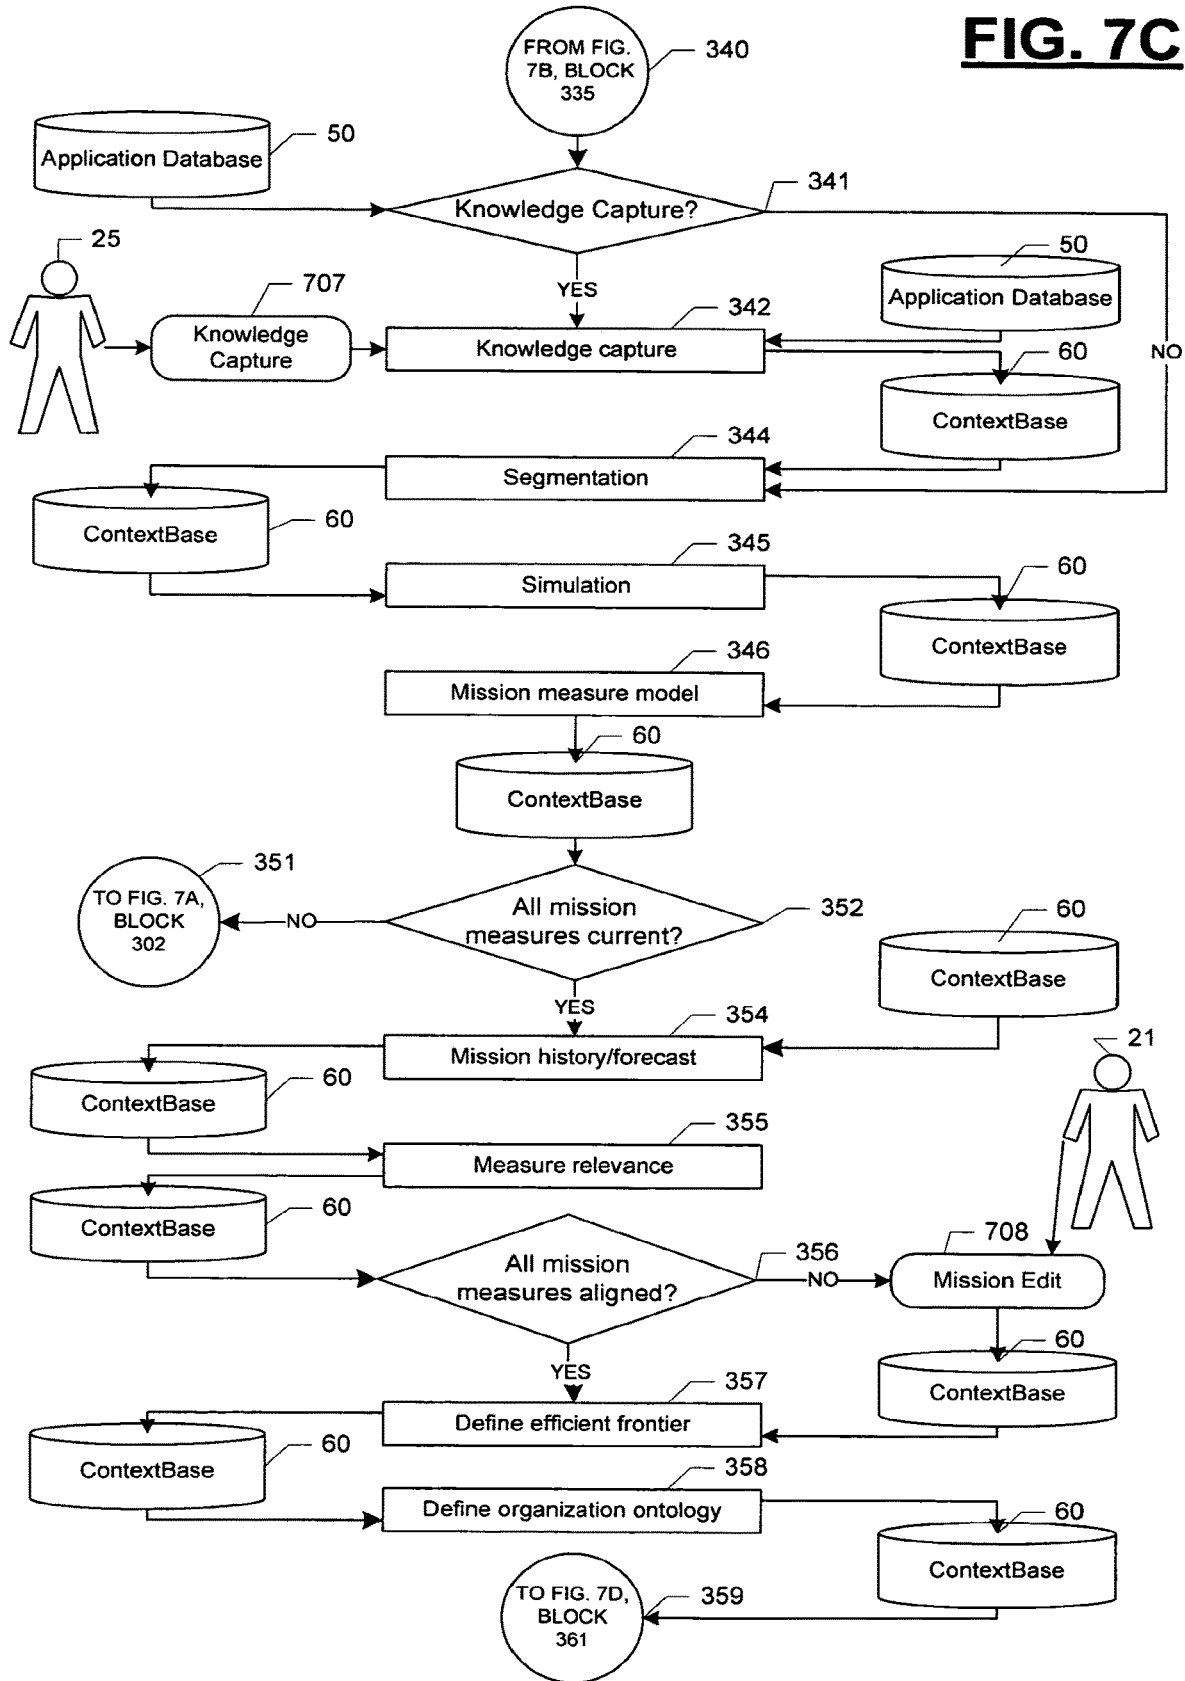 FIG. 7C
FROM FIG.
7B, BLOCK
335
340
50
Application Database
341
Knowledge Capture?
25
50
YES
707
342
Application Database
Knowledge
Capture
Knowledge capture
NO
60
ContextBase
344
Segmentation
60
ContextBase
345
Simulation
60
ContextBase
346
Mission measure model
60
ContextBase
351
TO FIG. 7A,
BLOCK
302
NO
All mission
measures current?
352
60
ContextBase
YES
354
Mission history/forecast
21
60
ContextBase
355
Measure relevance
60
ContextBase
708
356
All mission
measures aligned?
NO
Mission Edit
60
YES
357
ContextBase
Define efficient frontier
60
ContextBase
358
Define organization ontology
60
ContextBase
TO FIG. 7D,
BLOCK
361
359